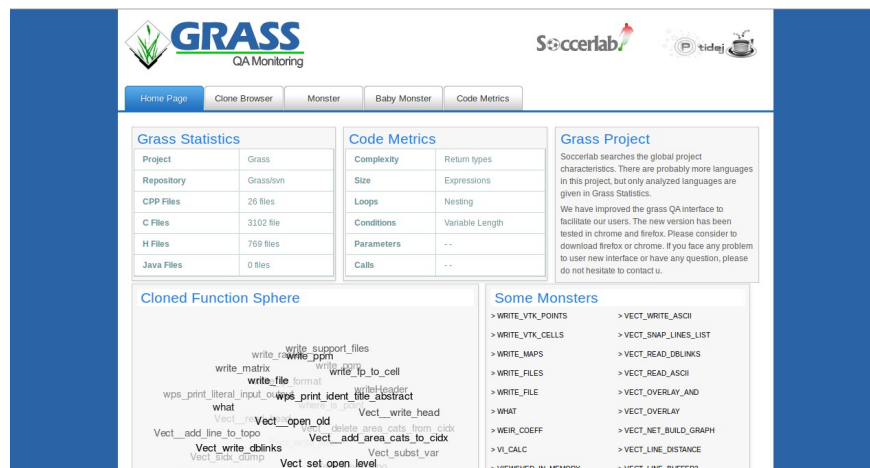 GRASS
QA Monitoring
Soccerlab
P tidej
Home Page
Clone Browser
Monster
Baby Monster
Code Metrics
Grass Statistics
Project Grass
Repository Grass/svn
CPP Files 26 files
C Files 3102 file
H Files 769 files
Java Files 0 files
Code Metrics
Complexity Return types
Size Expressions
Loops Nesting
Conditions Variable Length
Parameters - -
Calls - -
Grass Project
Soccerlab searches the global project
characteristics. There are probably more languages
in this project, but only analyzed languages are
given in Grass Statistics.
We have improved the grass QA interface to
facilitate our users. The new version has been
tested in chrome and firefox. Please consider to
download firefox or chrome. If you face any problem
to user new interface or have any question, please
do not hesitate to contact u.
Cloned Function Sphere
write_support_files
write_ppm
write_pgm
write_matrix
write_fp_to_cell
write_file
wps_print_literal_input_output
writeHeader
wps_print_ident_title_abstract
what
where_is_point
Vect__write_head
Vect__open_old
delete_area_cats_from_cidx
Vect__add_line_to_topo
Vect__add_area_cats_to_cidx
Vect_write_dblinks
Vect_subst_var
Vect_sidx_dump
Vect_set_open_level
Some Monsters
> WRITE_VTK_POINTS
> VECT_WRITE_ASCII
> WRITE_VTK_CELLS
> VECT_SNAP_LINES_LIST
> WRITE_MAPS
> VECT_READ_DBLINKS
> WRITE_FILES
> VECT_READ_ASCII
> WRITE_FILE
> VECT_OVERLAY_AND
> WHAT
> VECT_OVERLAY
> WEIR_COEFF
> VECT_NET_BUILD_GRAPH
> VI_CALC
> VECT_LINE_DISTANCE